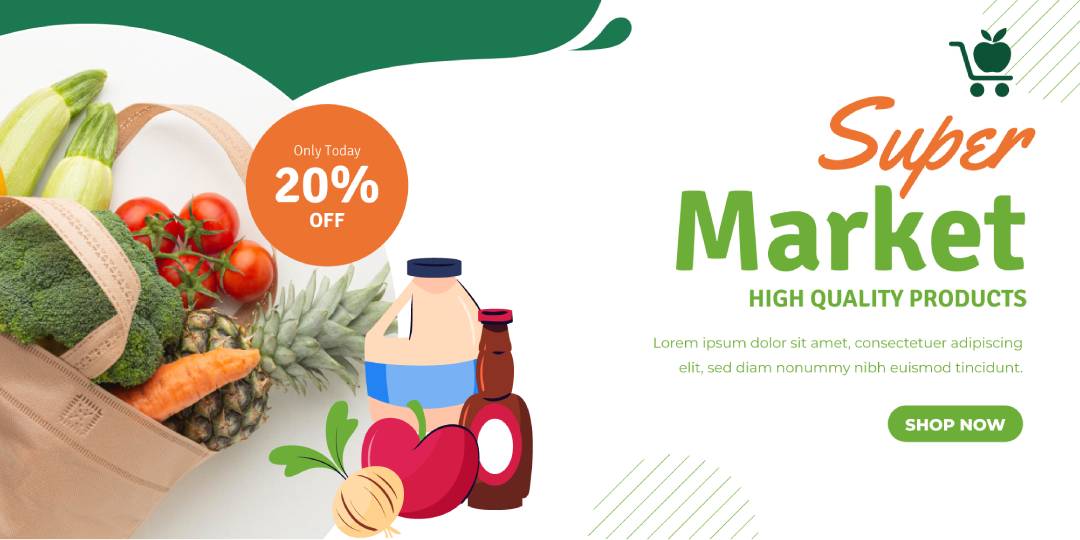 Only Today
20%
OFF
Super
Market
HIGH QUALITY PRODUCTS
Lorem ipsum dolor sit amet, consectetuer adipiscing
elit, sed diam nonummy nibh euismod tincidunt.
SHOP NOW